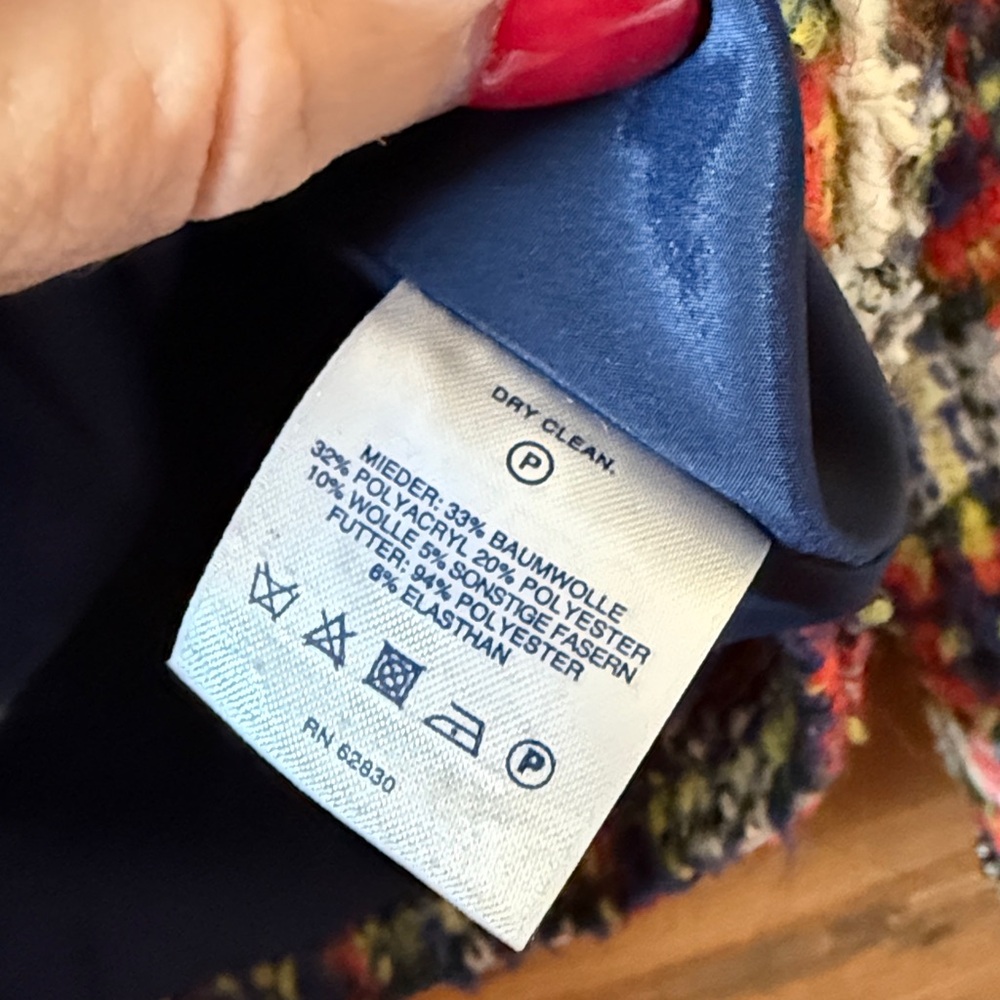 DRY CLEAN.
P
MIEDER: 33% BAUMWOLLE
32% POLYACRYL 20% POLYESTER
10% WOLLE 5% SONSTIGE FASERN
FUTTER: 94% POLYESTER
6% ELASTHAN
P
RN 62830